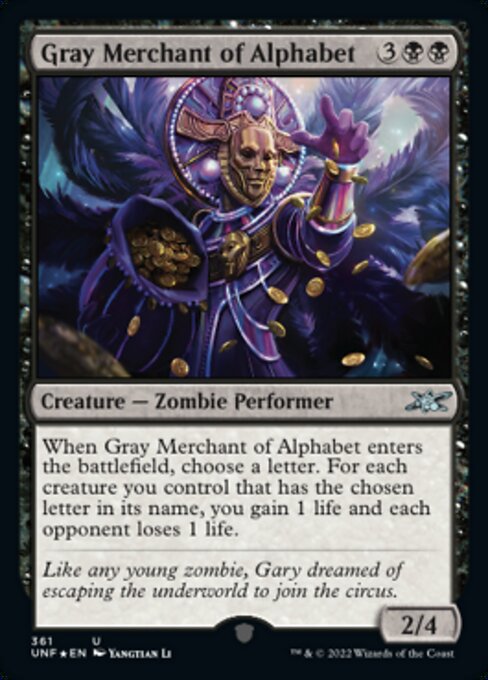 Gray Merchant of Alphabet 3
Creature — Zombie Performer
When Gray Merchant of Alphabet enters
the battlefield, choose a letter. For each
creature you control that has the chosen
letter in its name, you gain 1 life and each
opponent loses 1 life.
Like any young zombie, Gary dreamed of
escaping the underworld to join the circus.
2/4
361 U
UNF★EN Yangtian Li
™ & © 2022 Wizards of the Coast